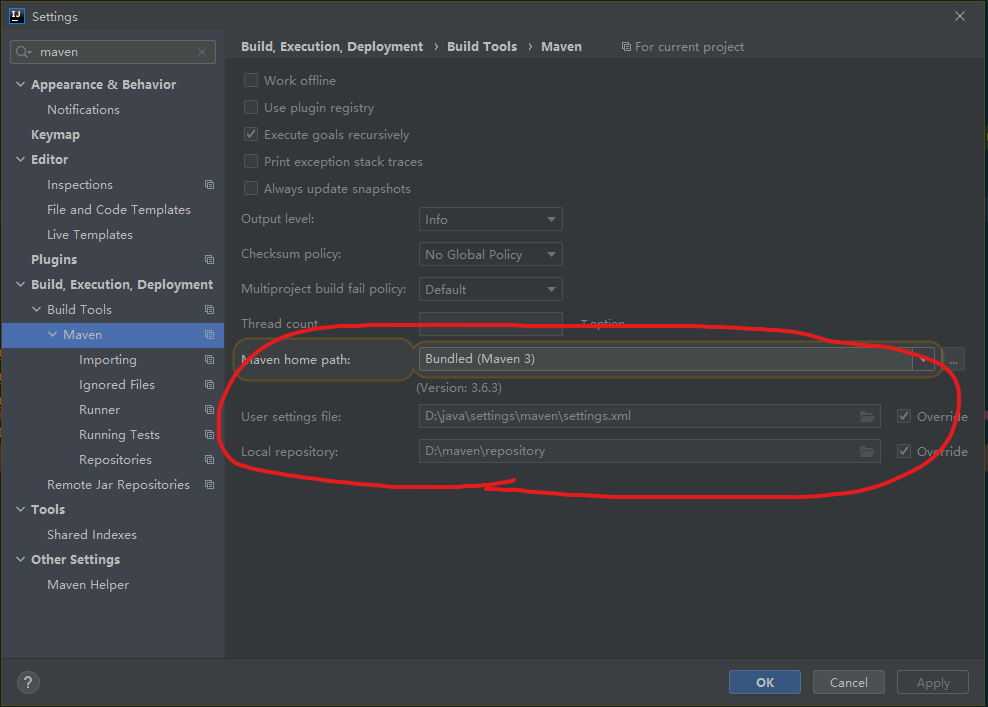 Settings
maven
Build, Execution, Deployment › Build Tools › Maven For current project
Appearance & Behavior
Notifications
Keymap
Editor
Inspections
File and Code Templates
Live Templates
Plugins
Build, Execution, Deployment
Build Tools
Maven
Importing
Ignored Files
Runner
Running Tests
Repositories
Remote Jar Repositories
Tools
Shared Indexes
Other Settings
Maven Helper
Work offline
Use plugin registry
Execute goals recursively
Print exception stack traces
Always update snapshots
Output level: Info
Checksum policy: No Global Policy
Multiproject build fail policy: Default
Thread count -T option
Maven home path: Bundled (Maven 3) ...
(Version: 3.6.3)
User settings file: D:\java\settings\maven\settings.xml Override
Local repository: D:\maven\repository Override
? OK Cancel Apply